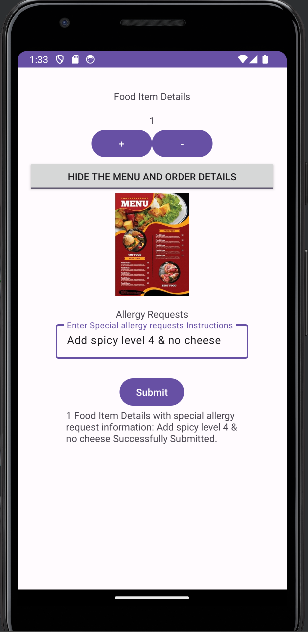 1:33
Food Item Details
1
+ -
HIDE THE MENU AND ORDER DETAILS
MENU
Allergy Requests
Enter Special allergy requests Instructions
Add spicy level 4 & no cheese
Submit
1 Food Item Details with special allergy
request information: Add spicy level 4 &
no cheese Successfully Submitted.